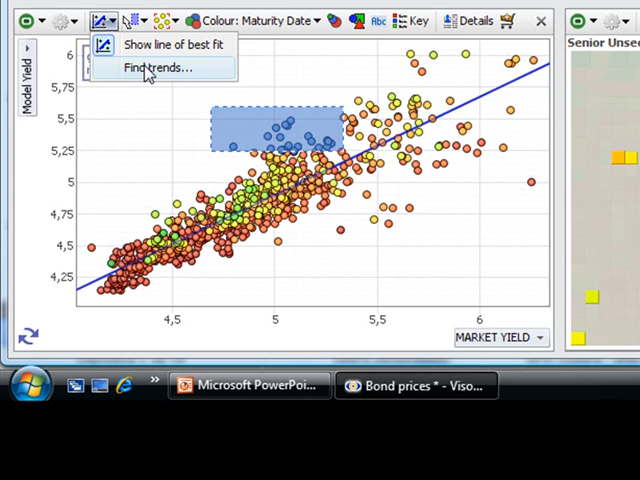 Colour: Maturity Date
Abc
Key
Details
Show line of best fit
Find trends...
Senior Unsec
Model Yield
6
5,75
5,5
5,25
5
4,75
4,5
4,25
4,5
5
5,5
6
MARKET YIELD
Microsoft PowerPoi...
Bond prices * - Viso...